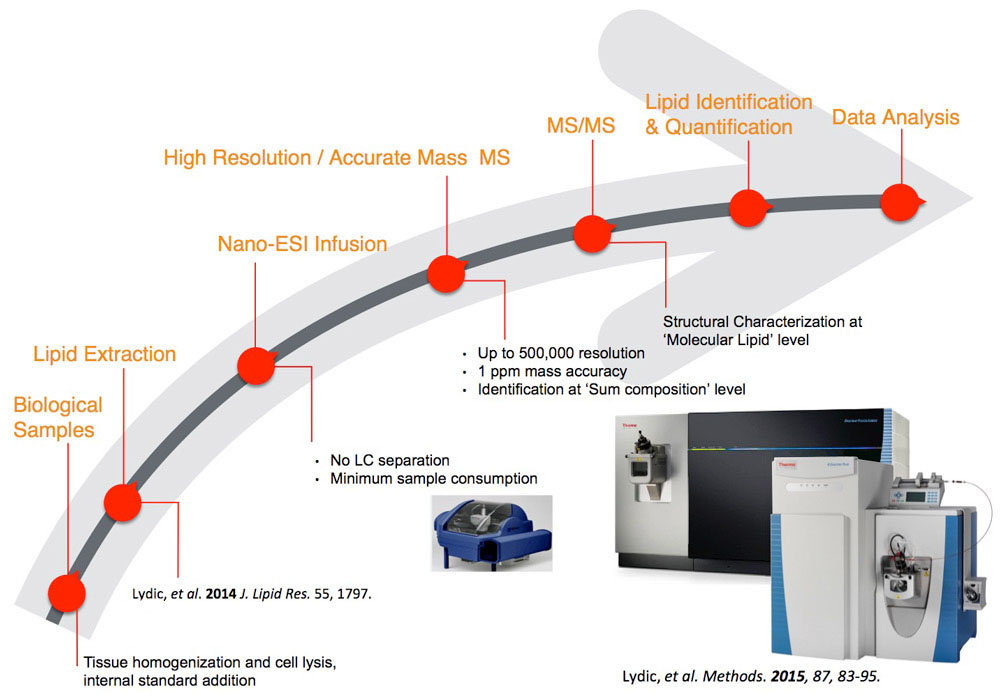 Lipid Identification
& Quantification
Data Analysis
MS/MS
High Resolution / Accurate Mass  MS
Nano-ESI Infusion
Lipid Extraction
Biological
Samples
Structural Characterization at
‘Molecular Lipid’ level
• Up to 500,000 resolution
• 1 ppm mass accuracy
• Identification at ‘Sum composition’ level
• No LC separation
• Minimum sample consumption
Lydic, et al. 2014 J. Lipid Res. 55, 1797.
Tissue homogenization and cell lysis,
internal standard addition
Thermo
Thermo
Lydic, et al. Methods. 2015, 87, 83-95.